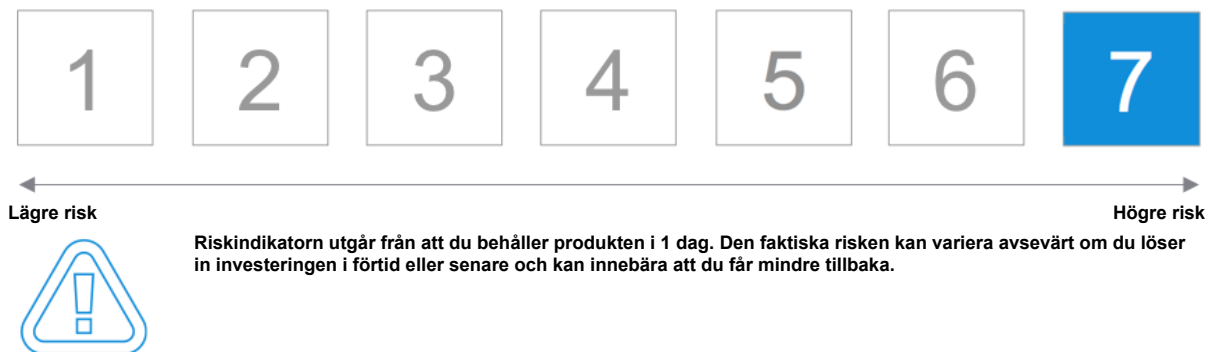 1 2 3 4 5 6 7
Lägre risk Högre risk
Riskindikatorn utgår från att du behåller produkten i 1 dag. Den faktiska risken kan variera avsevärt om du löser
in investeringen i förtid eller senare och kan innebära att du får mindre tillbaka.